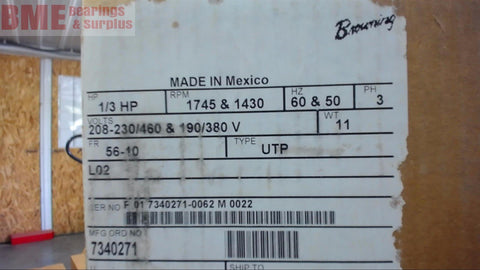 BME Bearings & Surplus
Browning
MADE IN Mexico
HP 1/3 HP RPM 1745 & 1430 HZ 60 & 50 PH 3
VOLTS 208-230/460 & 190/380 V WT 11
FR 56-10 TYPE UTP
L02
SER NO F 01 7340271-0062 M 0022
MFG ORD NO
7340271
SHIP TO